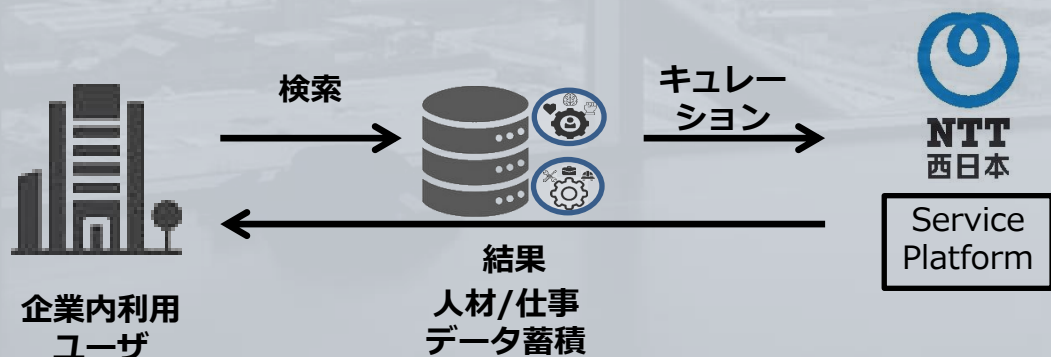 検索
キュレー
ション
NTT
西日本
Service
Platform
結果
人材/仕事
データ蓄積
企業内利用
ユーザ